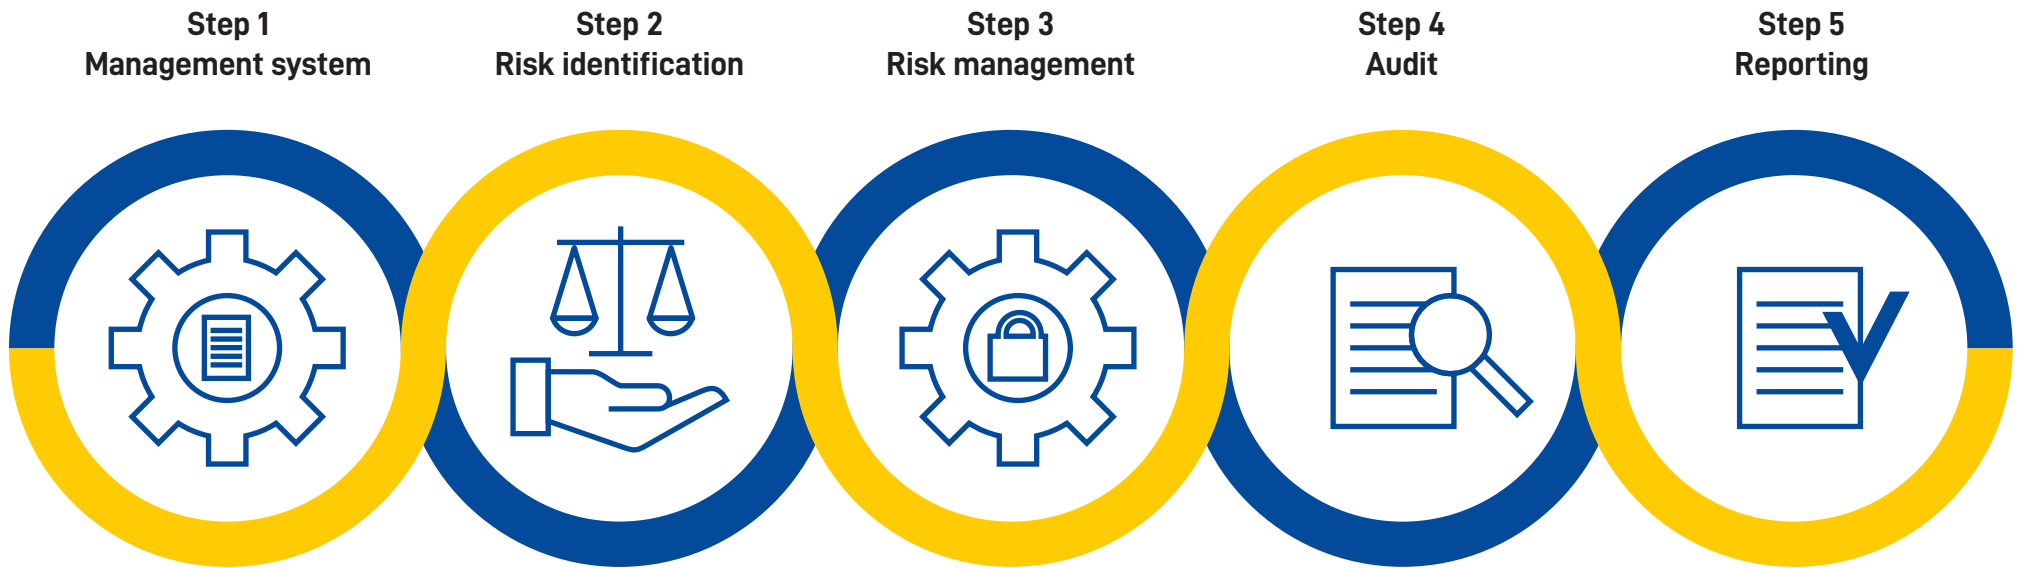 Step 1
Management system
Step 2
Risk identification
Step 3
Risk management
Step 4
Audit
Step 5
Reporting